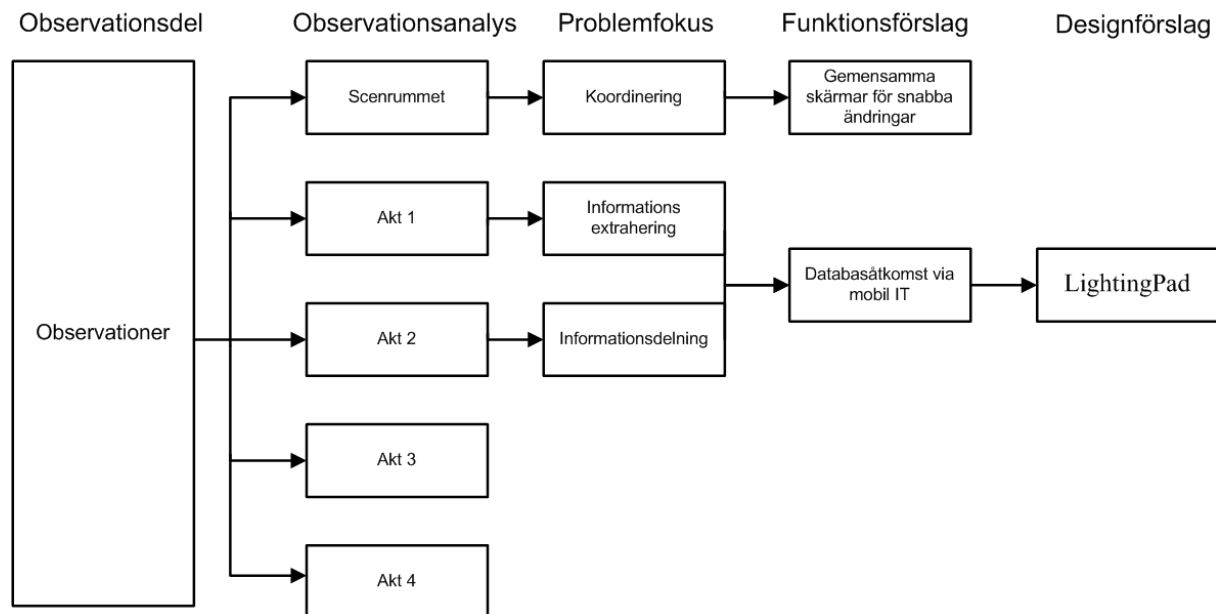 Observationsdel
Observationsanalys
Problemfokus
Funktionsförslag
Designförslag
Observationer
Scenrummet
Koordinering
Gemensamma
skärmar för snabba
ändringar
Akt 1
Informations
extrahering
Databasåtkomst via
mobil IT
LightingPad
Akt 2
Informationsdelning
Akt 3
Akt 4